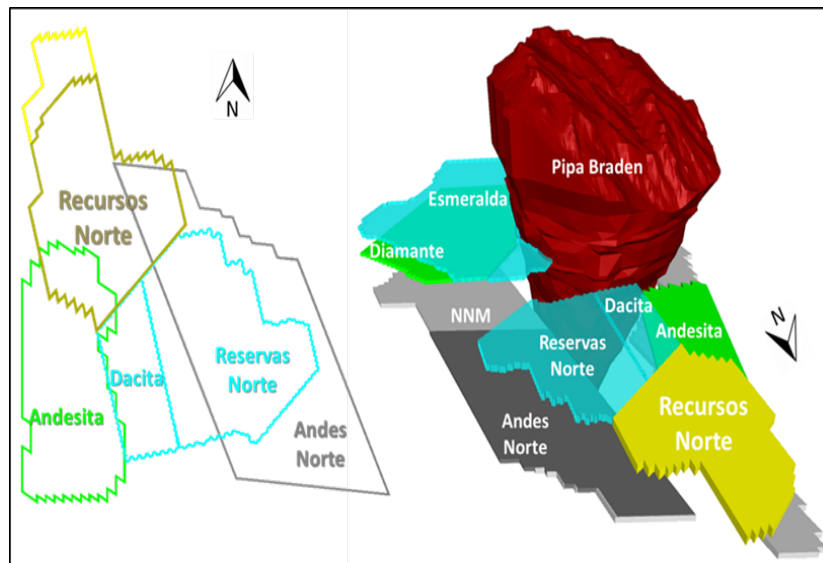 N
Recursos
Norte
Reservas
Norte
Dacita
Andesita
Andes
Norte
Pipa Braden
Esmeralda
Diamante
NNM
Dacita
Andesita
Reservas
Norte
Andes
Norte
Recursos
Norte
N